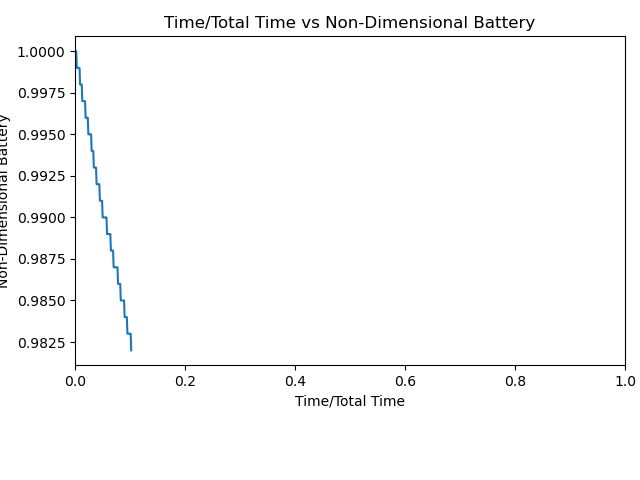 Time/Total Time vs Non-Dimensional Battery
1.0000
0.9975
0.9950
0.9925
0.9900
0.9875
0.9850
0.9825
Non-Dimensional Battery
0.0 0.2 0.4 0.6 0.8 1.0
Time/Total Time